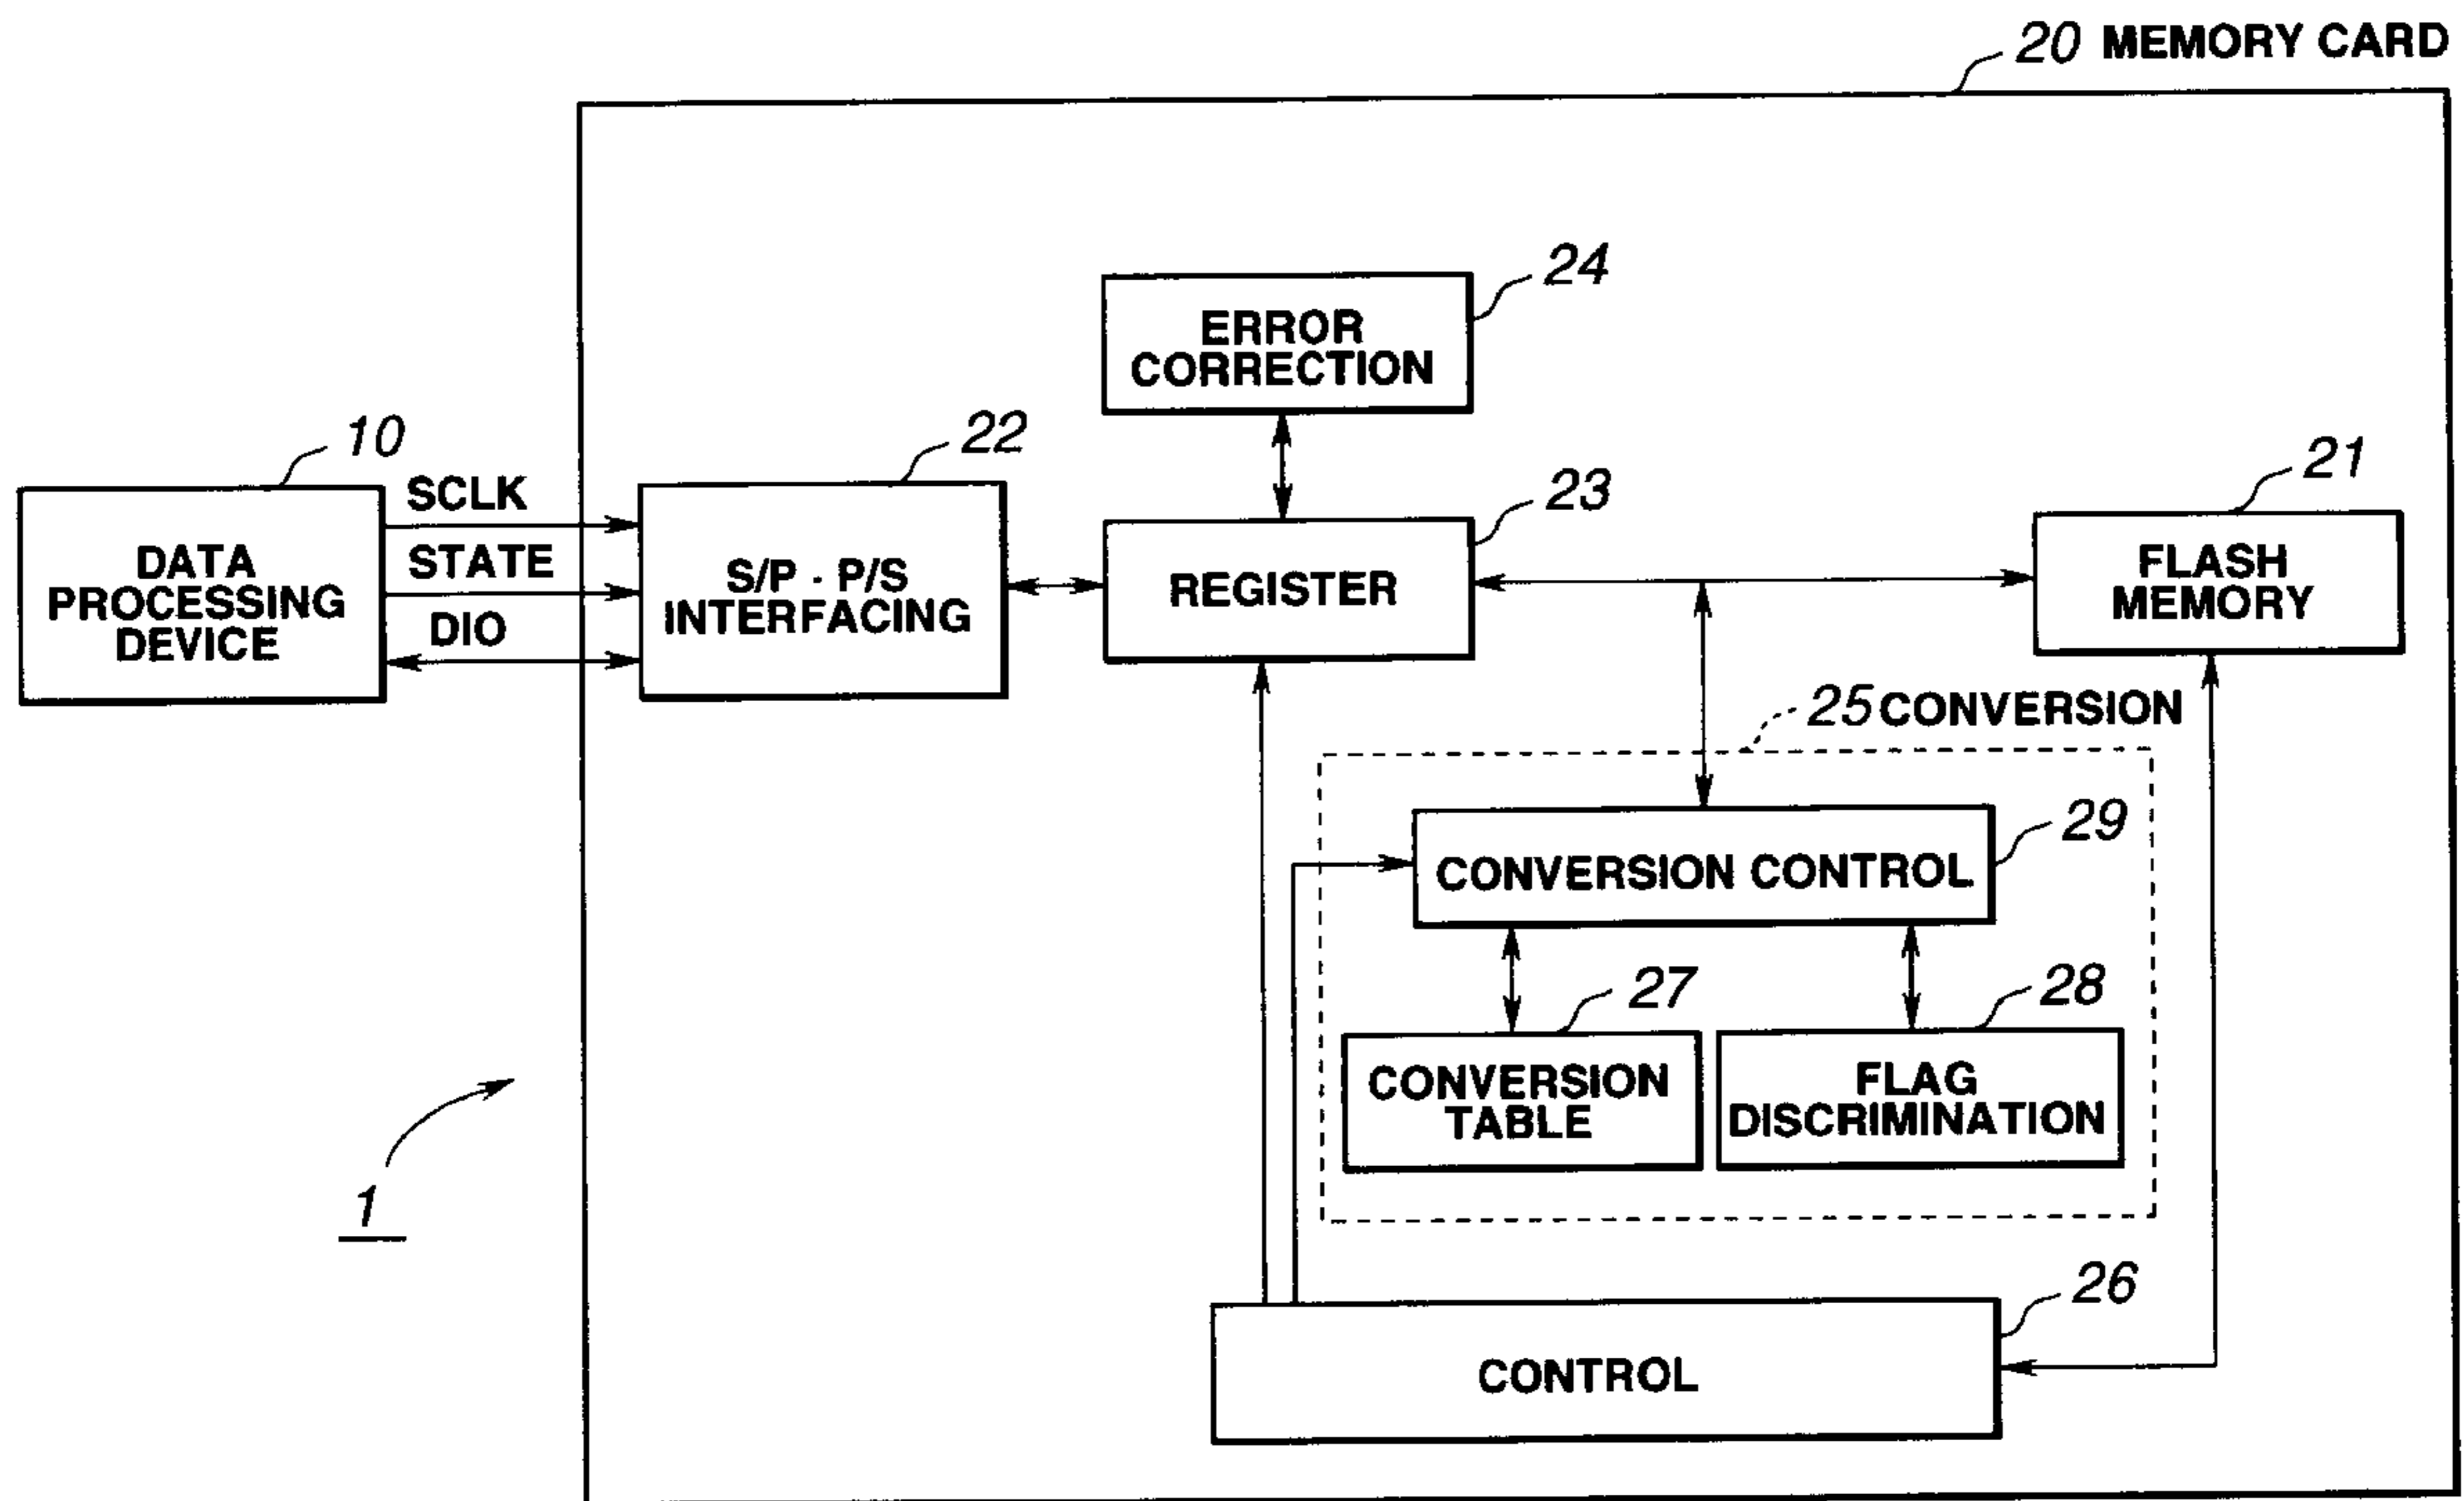 20 MEMORY CARD
24
ERROR
CORRECTION
10
22
23
21
SCLK
STATE
DIO
DATA
PROCESSING
DEVICE
S/P - P/S
INTERFACING
REGISTER
FLASH
MEMORY
25 CONVERSION
29
CONVERSION CONTROL
27
28
CONVERSION
TABLE
FLAG
DISCRIMINATION
1
26
CONTROL